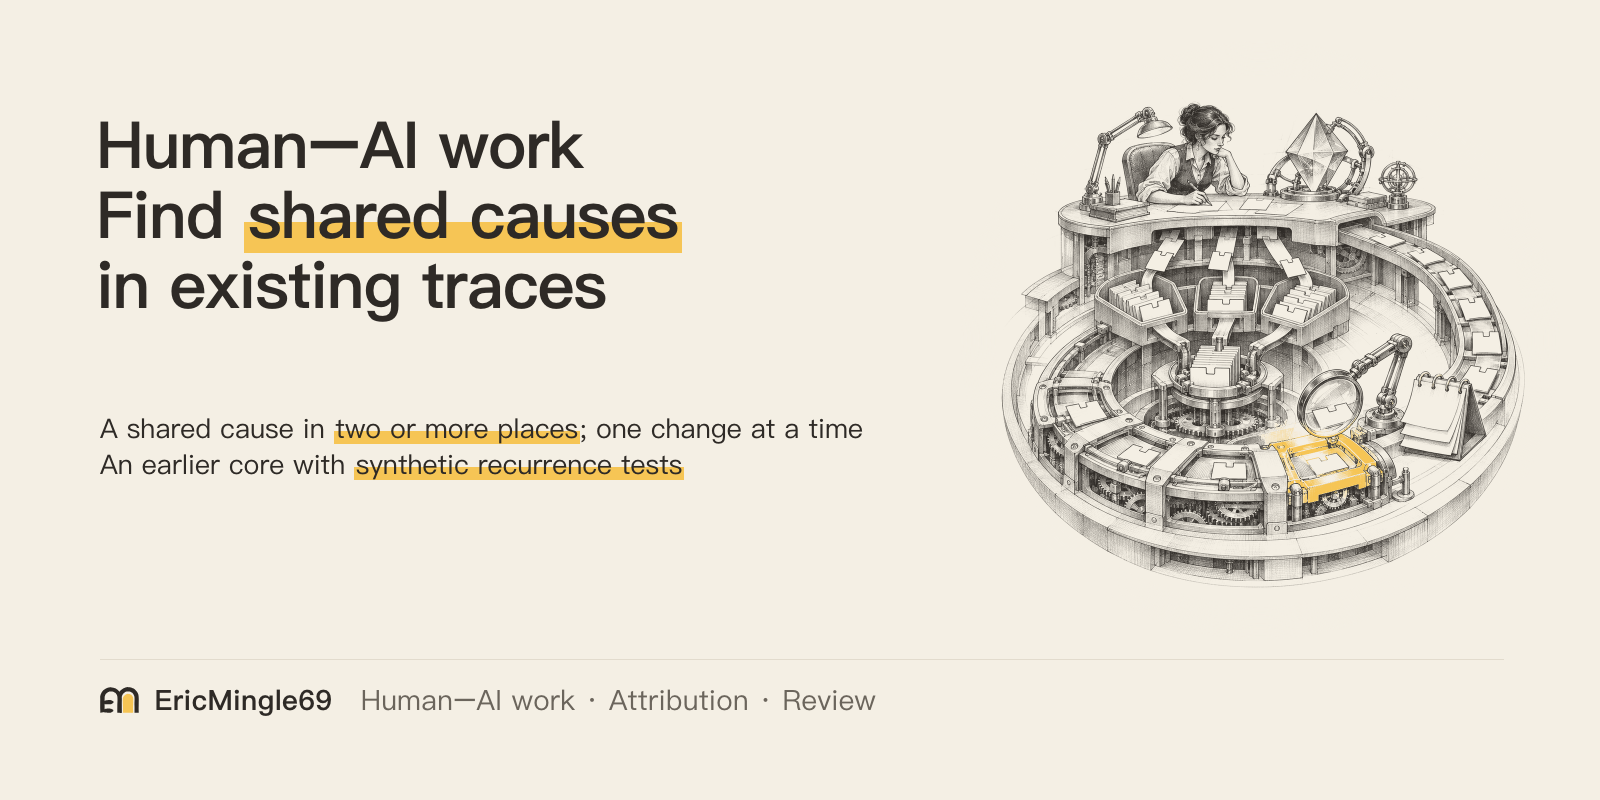 Human—AI work
Find shared causes
in existing traces
A shared cause in two or more places; one change at a time
An earlier core with synthetic recurrence tests
EricMingle69 Human—AI work · Attribution · Review